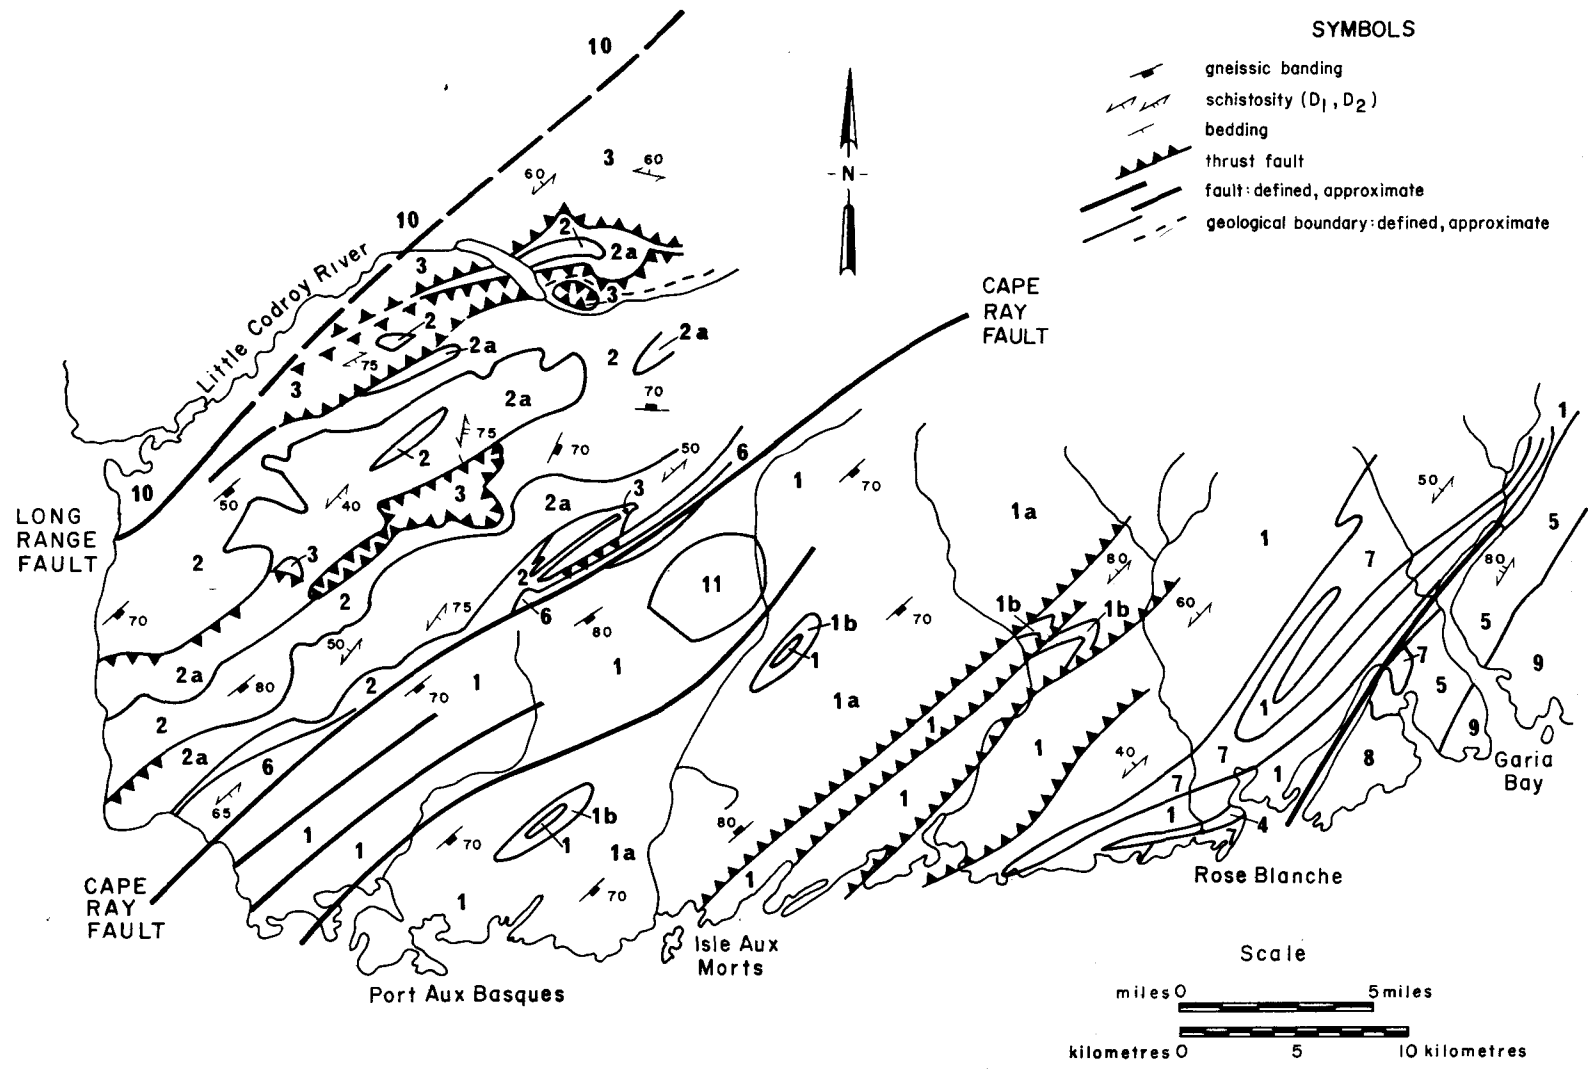 SYMBOLS
gneissic banding
schistosity (D1, D2)
bedding
thrust fault
fault: defined, approximate
geological boundary: defined, approximate
10
- N -
3
60
60
10
2
2a
Little Codroy River
3
3
CAPE
RAY
FAULT
2
2a
2a
2
75
3
2a
70
1
75
2
6
50
70
50
10
50
40
3
2a
3
1
70
1a
1
5
LONG
RANGE
FAULT
7
80
80
3
2
2
2
11
1b
1b
60
70
75
6
80
70
1b
5
50
1
7
9
2a
80
2
70
1
1
5
1a
1
2
1
1
9
2a
6
40
7
8
Garia
Bay
65
7
1
1
1b
80
1
1
4
1
1
70
1
1a
7
Rose Blanche
CAPE
RAY
FAULT
1
70
1
Isle Aux
Morts
Scale
Port Aux Basques
miles 0 5 miles
kilometres 0 5 10 kilometres